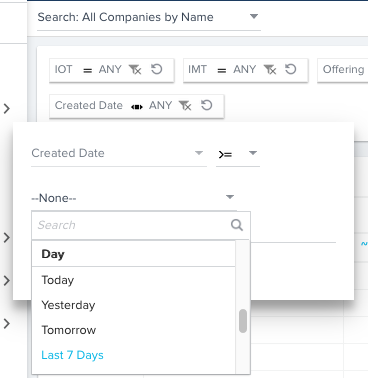 Search: All Companies by Name
IOT = ANY IMT = ANY Offering
Created Date ANY
Created Date >=
--None--
Search
Day
Today
Yesterday
Tomorrow
Last 7 Days